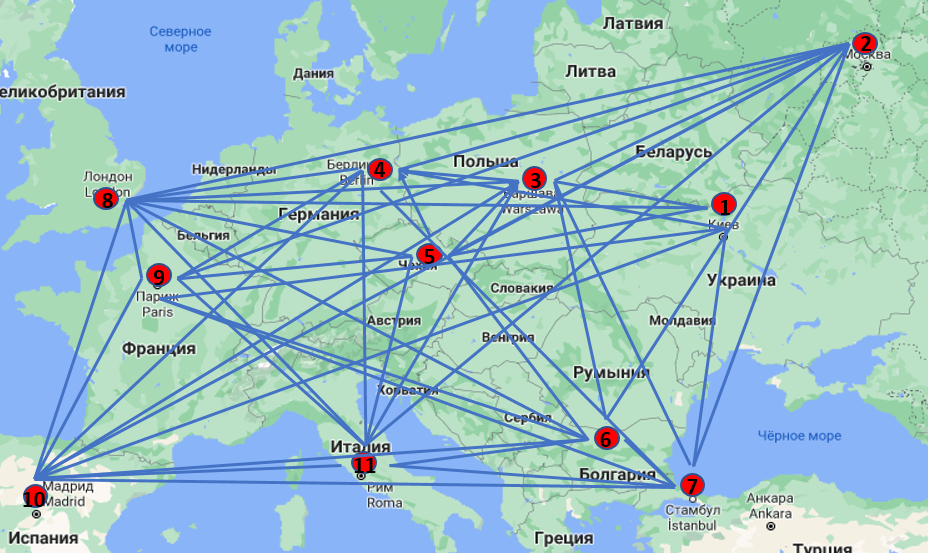 Латвия
Северное
море
2
Москва
Дания
Литва
еликобритания
Беларусь
Польша
Нидерланды
4
Berlin
Лондон
8
3
Варшава
Warszawa
1
Киев
Германия
Бельгия
5
Чехия
9
Париж
Paris
Словакия
Украина
Австрия
Молдавия
Венгрия
Франция
Румыния
Хорватия
Сербия
Чёрное море
6
Италия
11
Рим
Roma
Болгария
7
Стамбул
İstanbul
Анкара
Ankara
10
Мадрид
Madrid
Испания
Греция
Турция